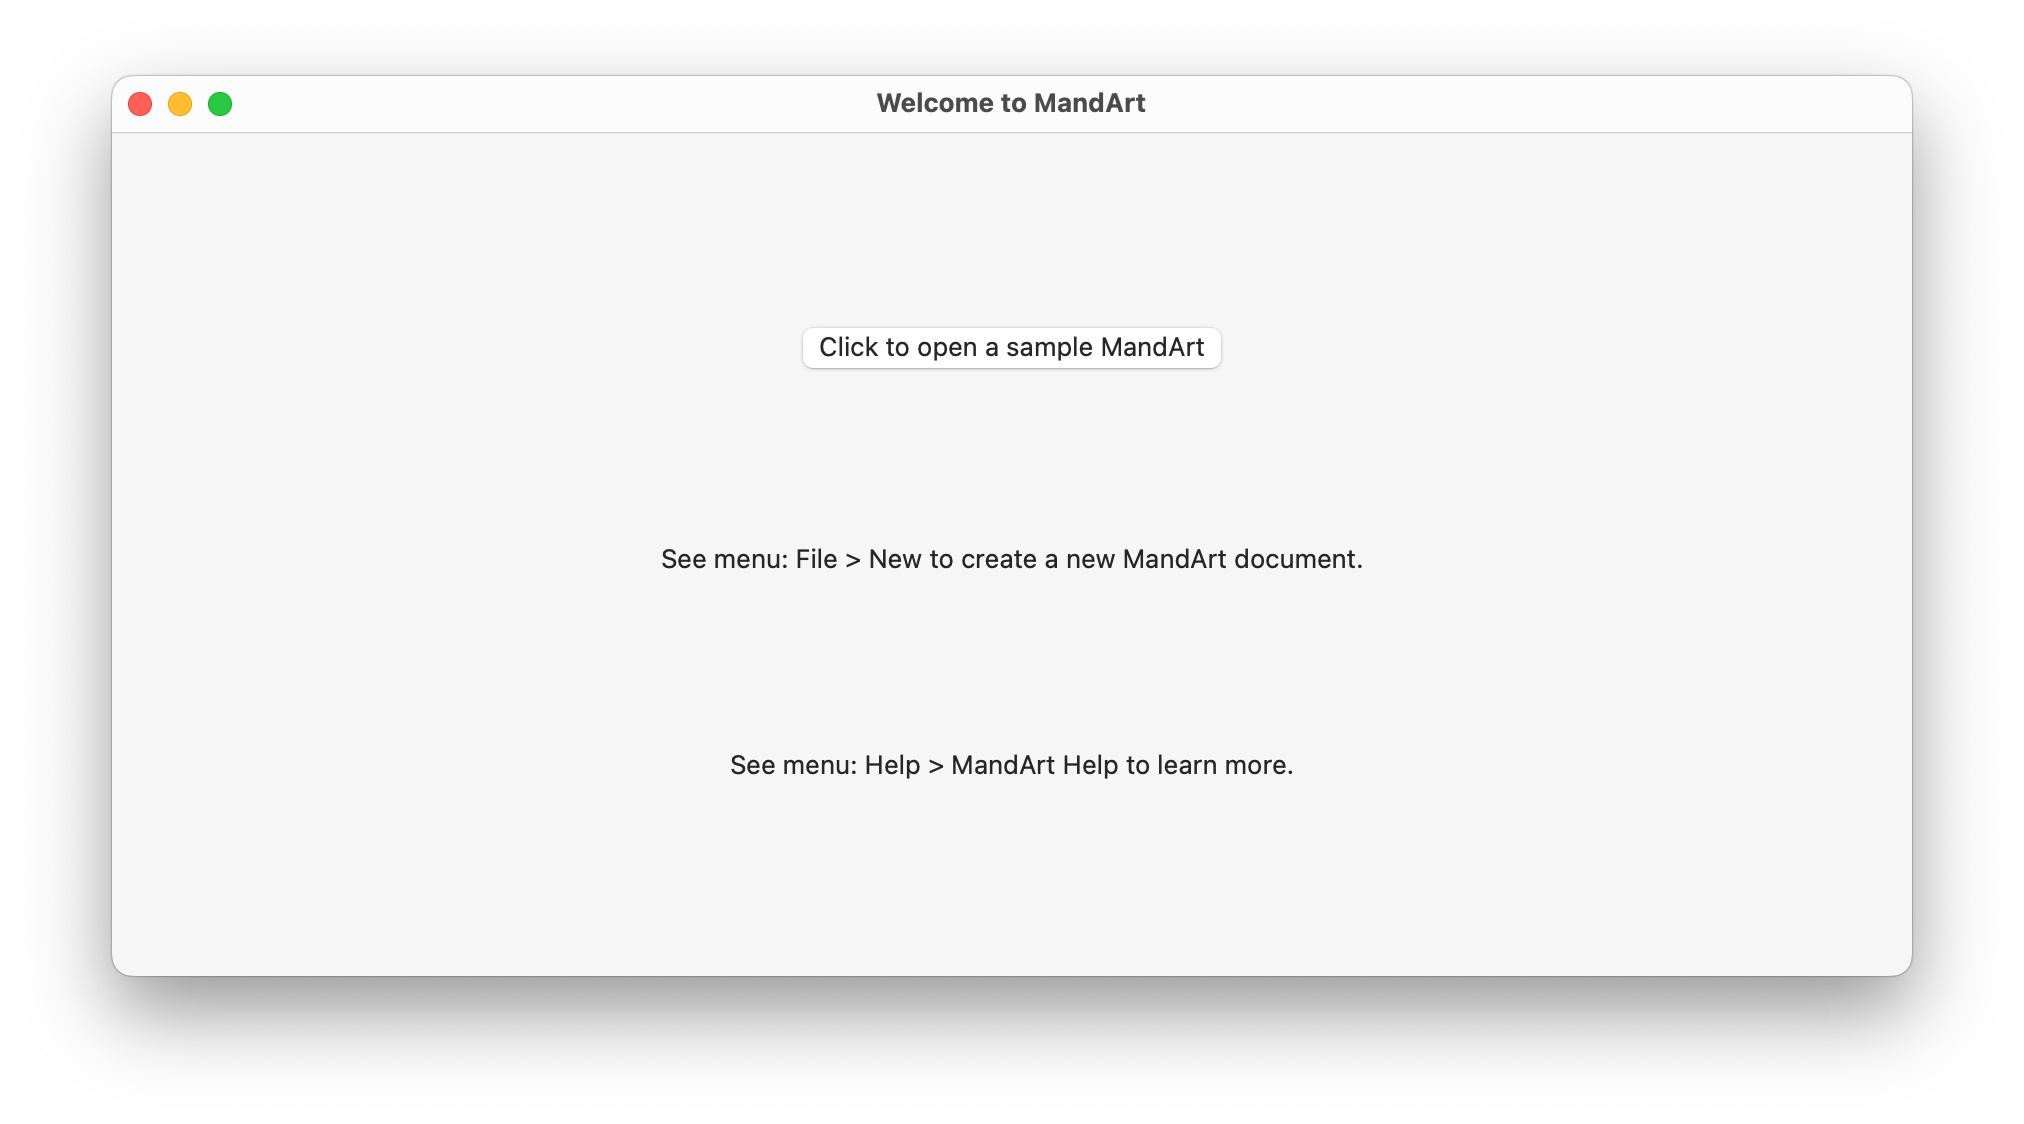 Welcome to MandArt
Click to open a sample MandArt
See menu: File > New to create a new MandArt document.
See menu: Help > MandArt Help to learn more.